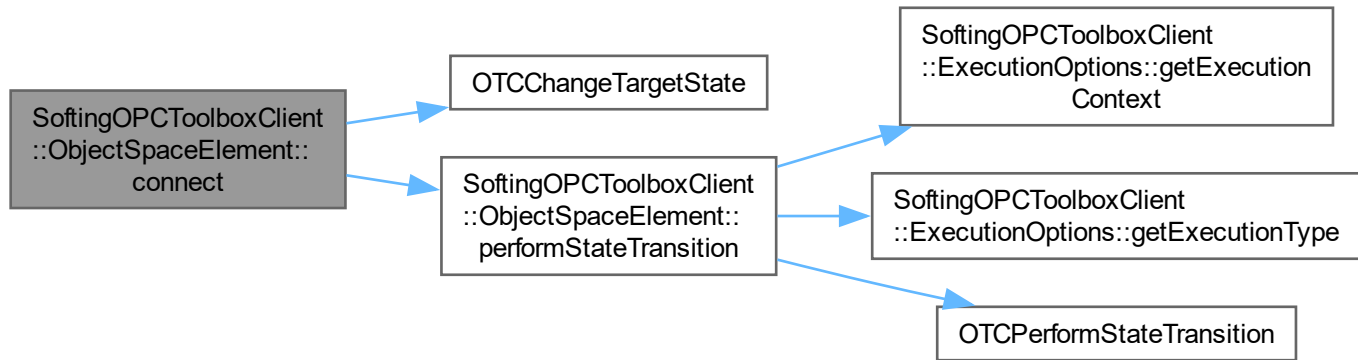 SoftingOPCToolboxClient
::ObjectSpaceElement::
connect
OTCChangeTargetState
SoftingOPCToolboxClient
::ObjectSpaceElement::
performStateTransition
SoftingOPCToolboxClient
::ExecutionOptions::getExecution
Context
SoftingOPCToolboxClient
::ExecutionOptions::getExecutionType
OTCPerformStateTransition